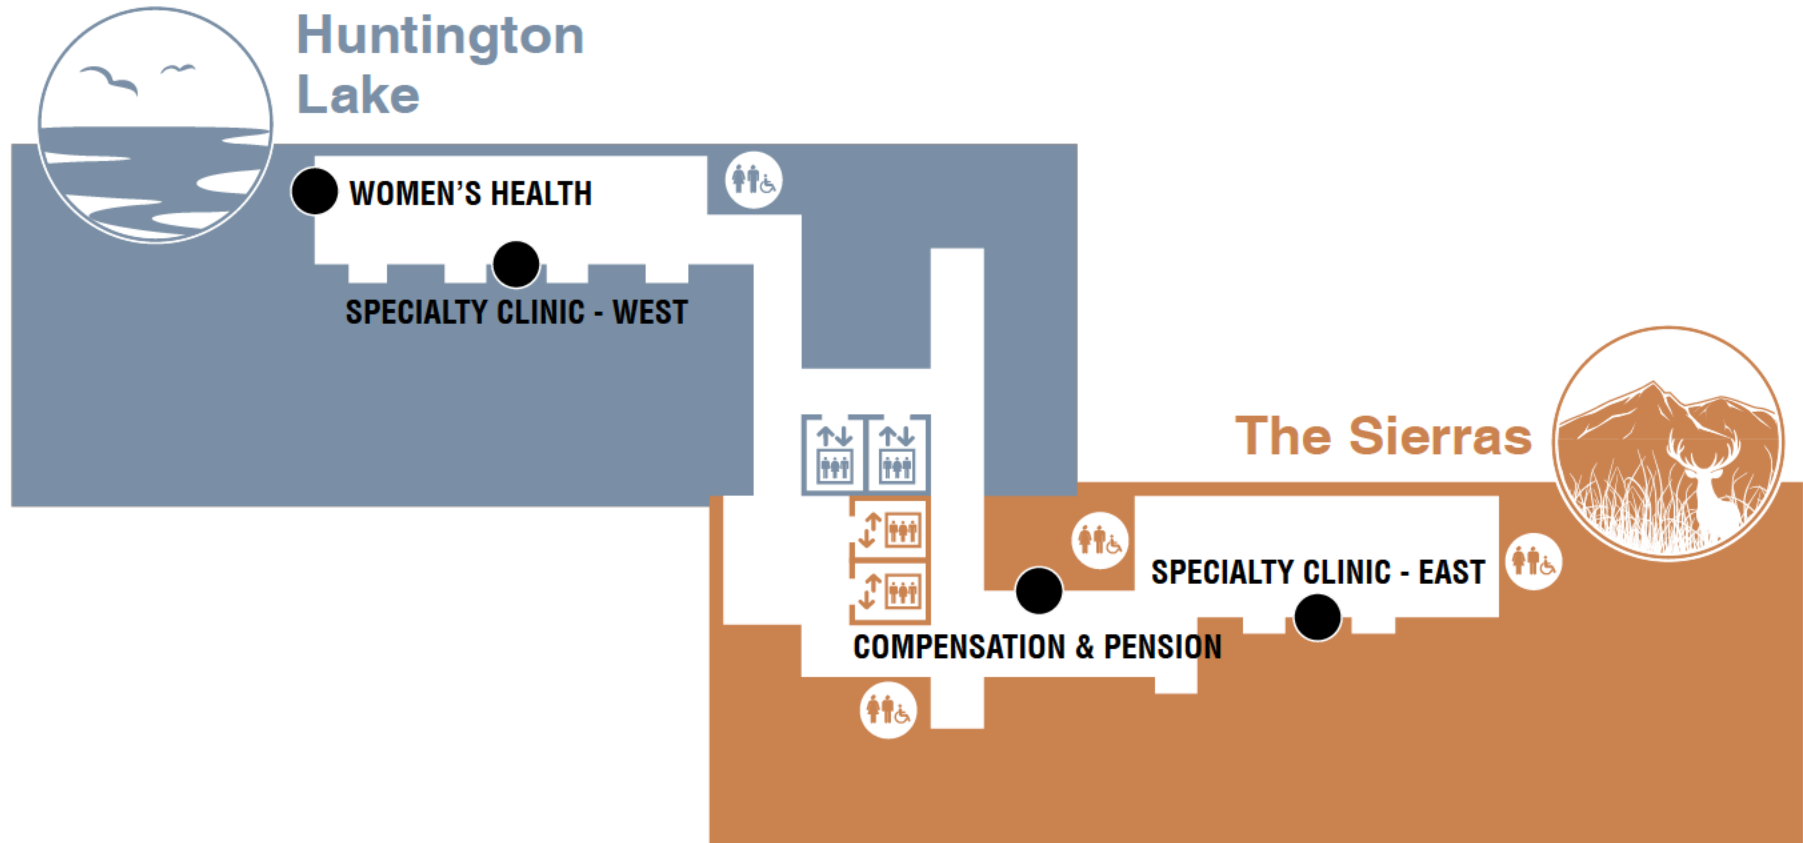 Huntington
Lake
WOMEN'S HEALTH
SPECIALTY CLINIC - WEST
The Sierras
SPECIALTY CLINIC - EAST
COMPENSATION & PENSION